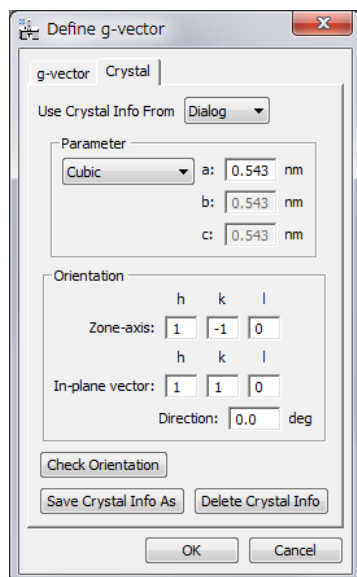 Define g-vector
g-vector Crystal
Use Crystal Info From Dialog
Parameter
Cubic a: 0.543 nm
b: 0.543 nm
c: 0.543 nm
Orientation
h k l
Zone-axis: 1 -1 0
h k l
In-plane vector: 1 1 0
Direction: 0.0 deg
Check Orientation
Save Crystal Info As Delete Crystal Info
OK Cancel